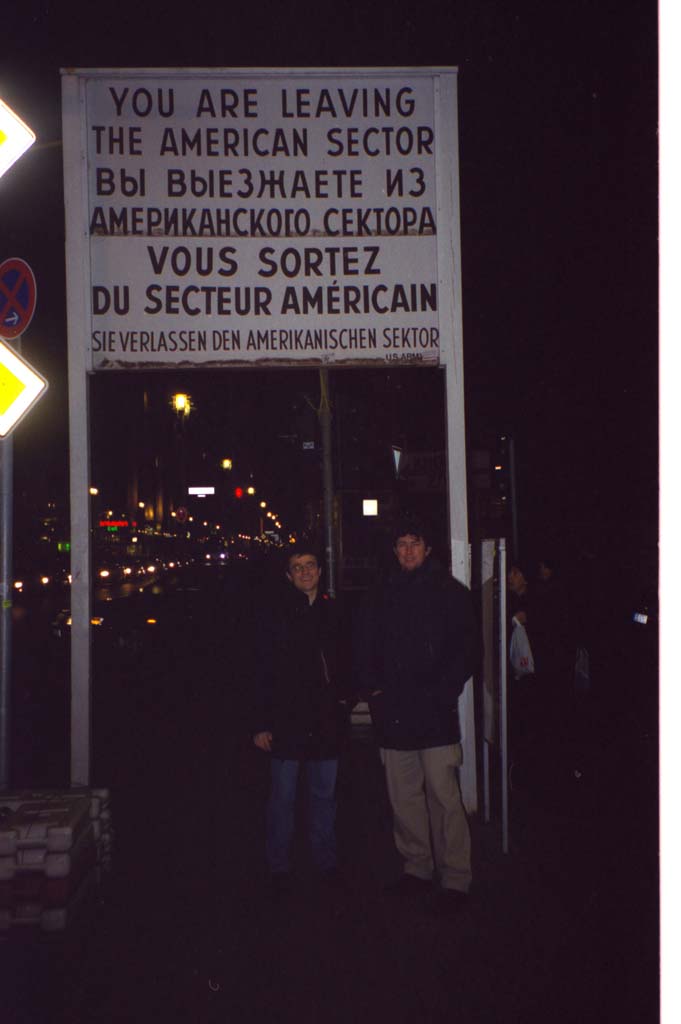 YOU ARE LEAVING
THE AMERICAN SECTOR
ВЫ ВЫЕЗЖАЕТЕ ИЗ
АМЕРИКАНСКОГО СЕКТОРА
VOUS SORTEZ
DU SECTEUR AMÉRICAIN
SIE VERLASSEN DEN AMERIKANISCHEN SEKTOR
US ARMY